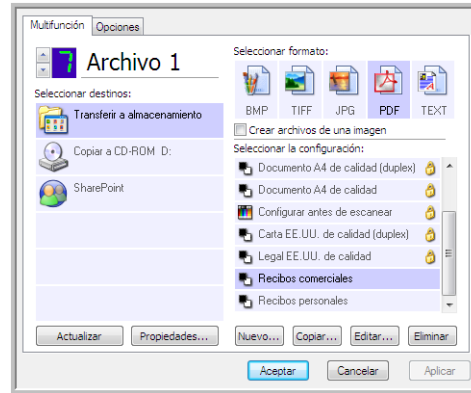 Multifunción Opciones
7 Archivo 1
Seleccionar destinos:
Transferir a almacenamiento
Copiar a CD-ROM D:
SharePoint
Actualizar Propiedades...
Seleccionar formato:
BMP TIFF JPG PDF TEXT
Crear archivos de una imagen
Seleccionar la configuración:
Documento A4 de calidad (duplex)
Documento A4 de calidad
Configurar antes de escanear
Carta EE.UU. de calidad (duplex)
Legal EE.UU. de calidad
Recibos comerciales
Recibos personales
Nuevo... Copiar... Editar... Eliminar
Aceptar Cancelar Aplicar